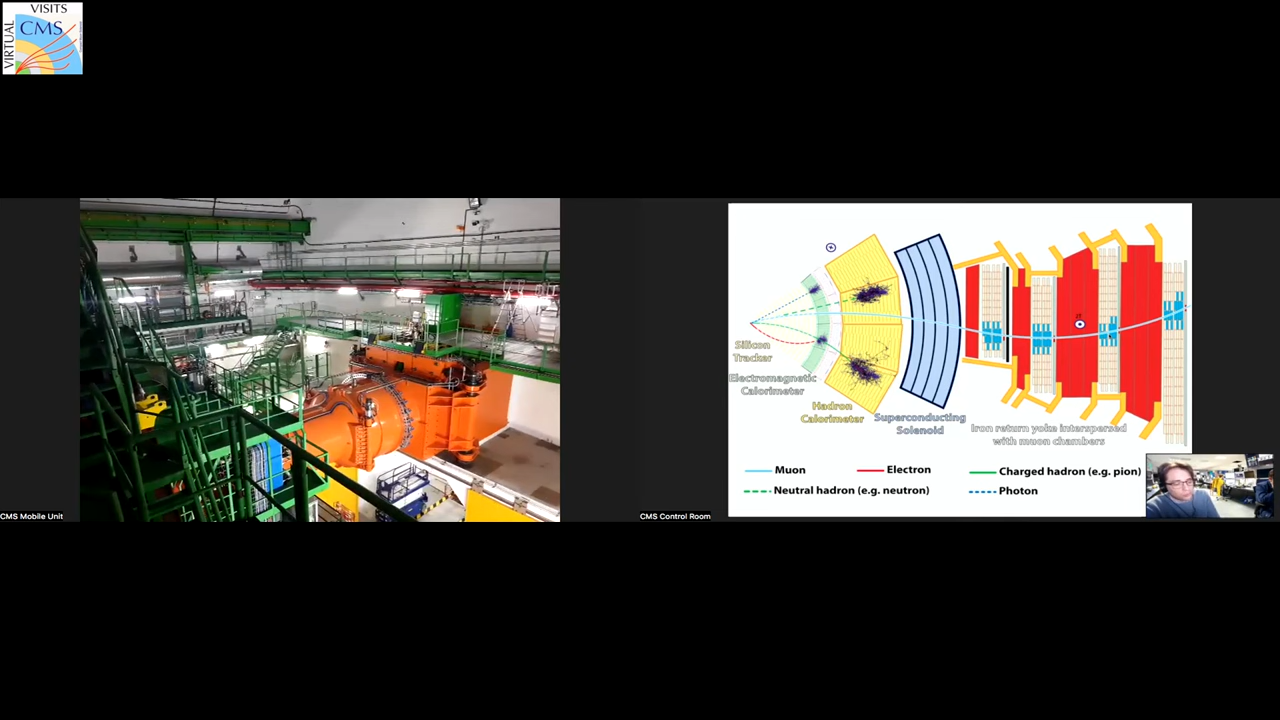 VISITS
CMS
VIRTUAL
Silicon
Tracker
Electromagnetic
Calorimeter
Hadron
Calorimeter
Superconducting
Solenoid
Iron return yoke interspersed
with muon chambers
Muon
Electron
Charged hadron (e.g. pion)
Neutral hadron (e.g. neutron)
Photon
CMS Mobile Unit
CMS Control Room